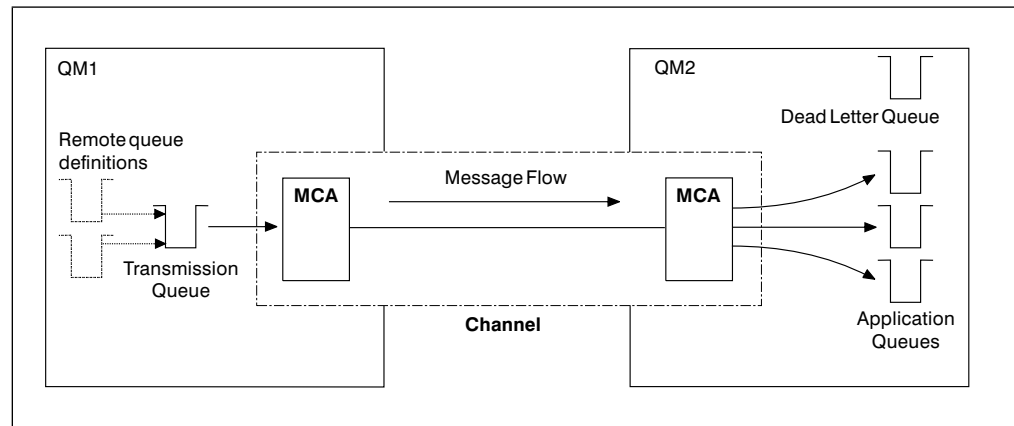 QM1
QM2
Dead Letter Queue
Remote queue
definitions
MCA
Message Flow
MCA
Transmission
Queue
Channel
Application
Queues